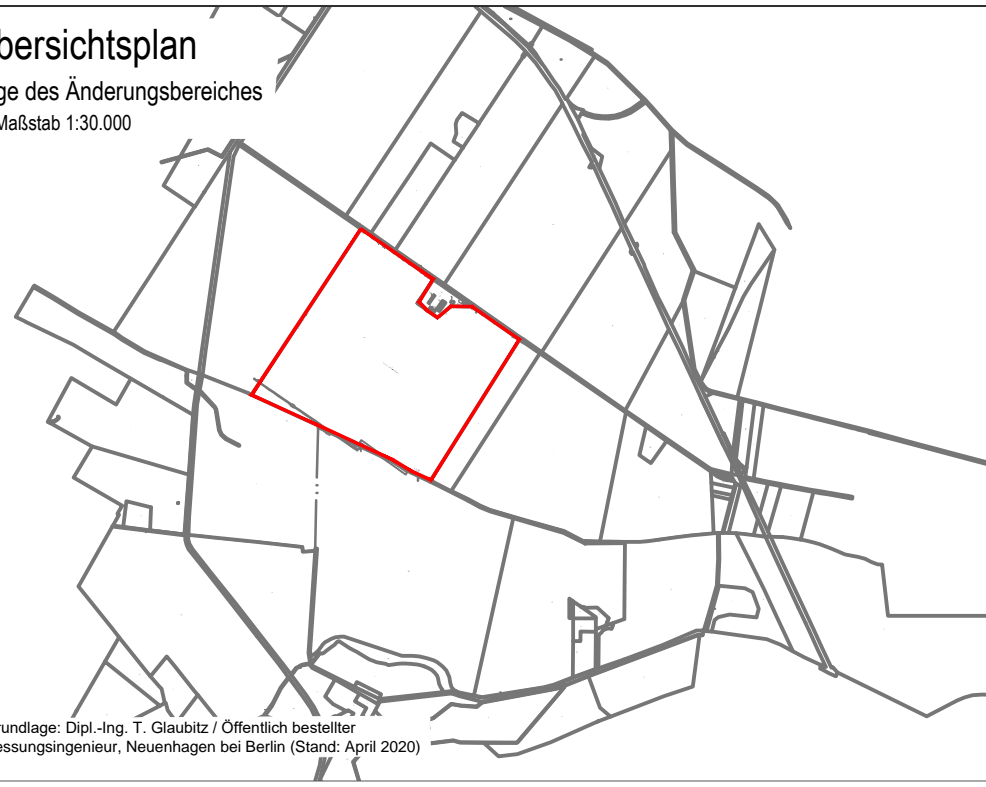 bersichtsplan
ge des Änderungsbereiches
Maßstab 1:30.000
rundlage: Dipl.-Ing. T. Glaubitz / Öffentlich bestellter
essungsingenieur, Neuenhagen bei Berlin (Stand: April 2020)